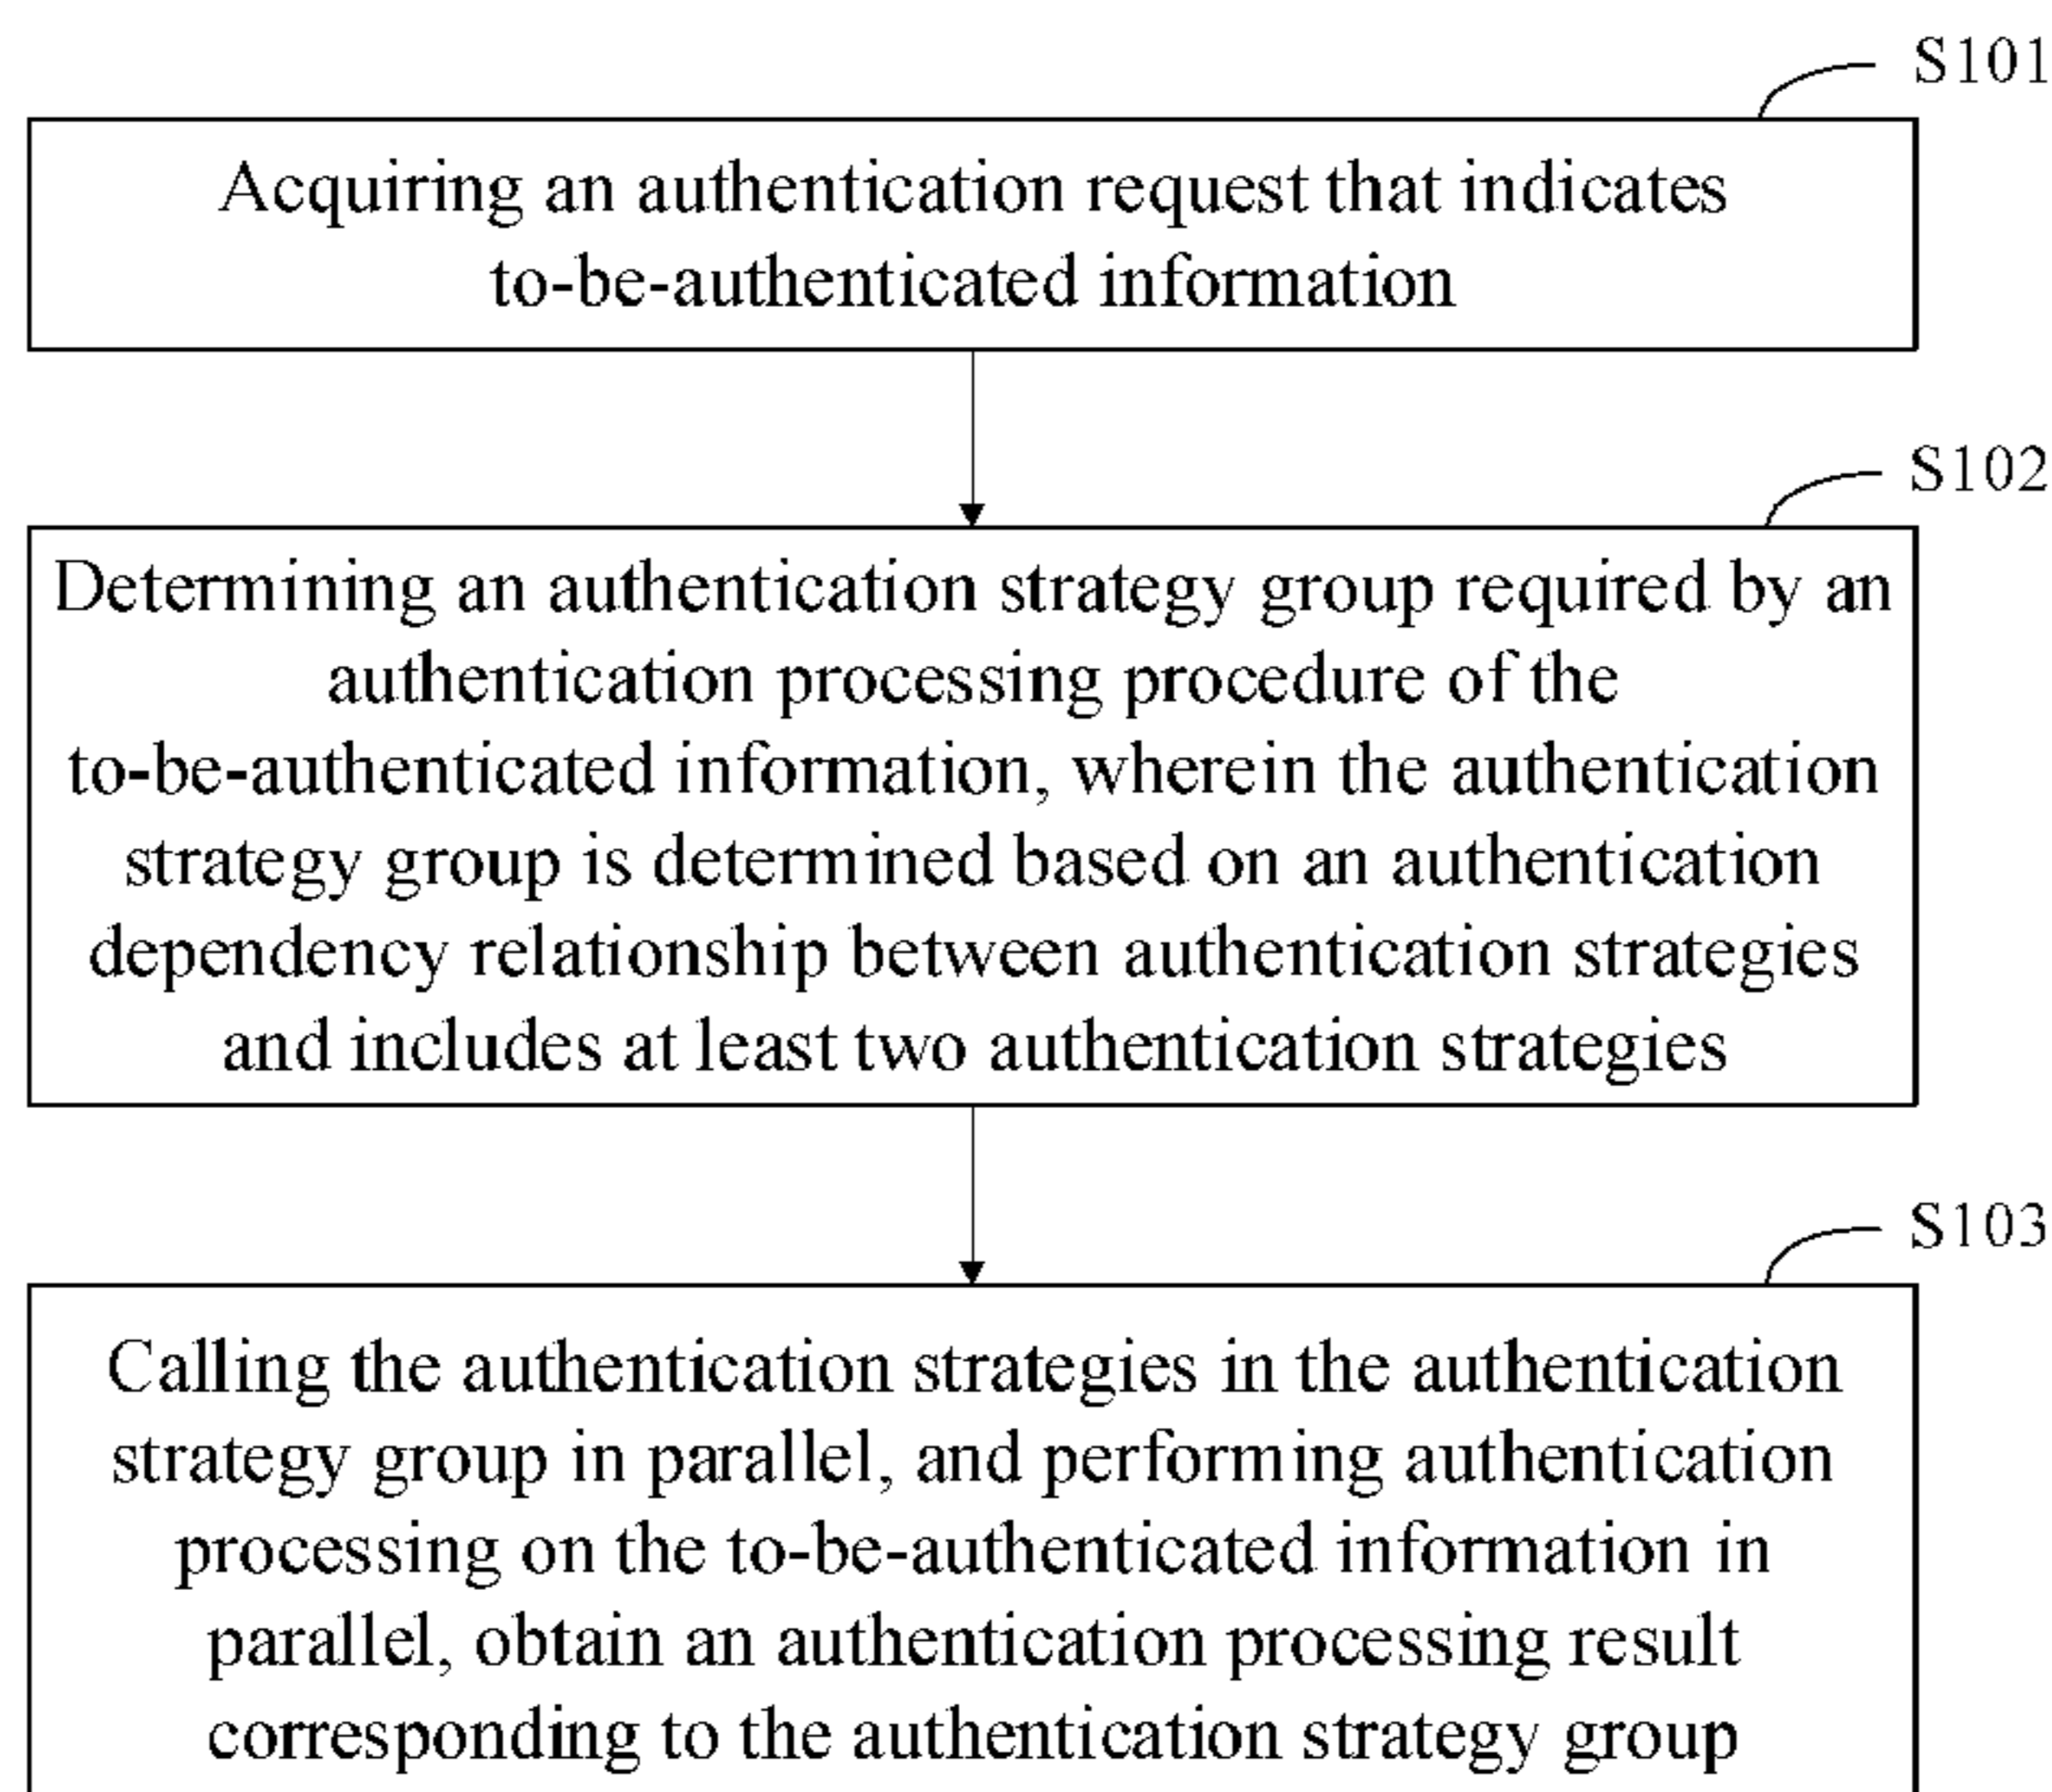 S101
Acquiring an authentication request that indicates
to-be-authenticated information
S102
Determining an authentication strategy group required by an
authentication processing procedure of the
to-be-authenticated information, wherein the authentication
strategy group is determined based on an authentication
dependency relationship between authentication strategies
and includes at least two authentication strategies
S103
Calling the authentication strategies in the authentication
strategy group in parallel, and performing authentication
processing on the to-be-authenticated information in
parallel, obtain an authentication processing result
corresponding to the authentication strategy group